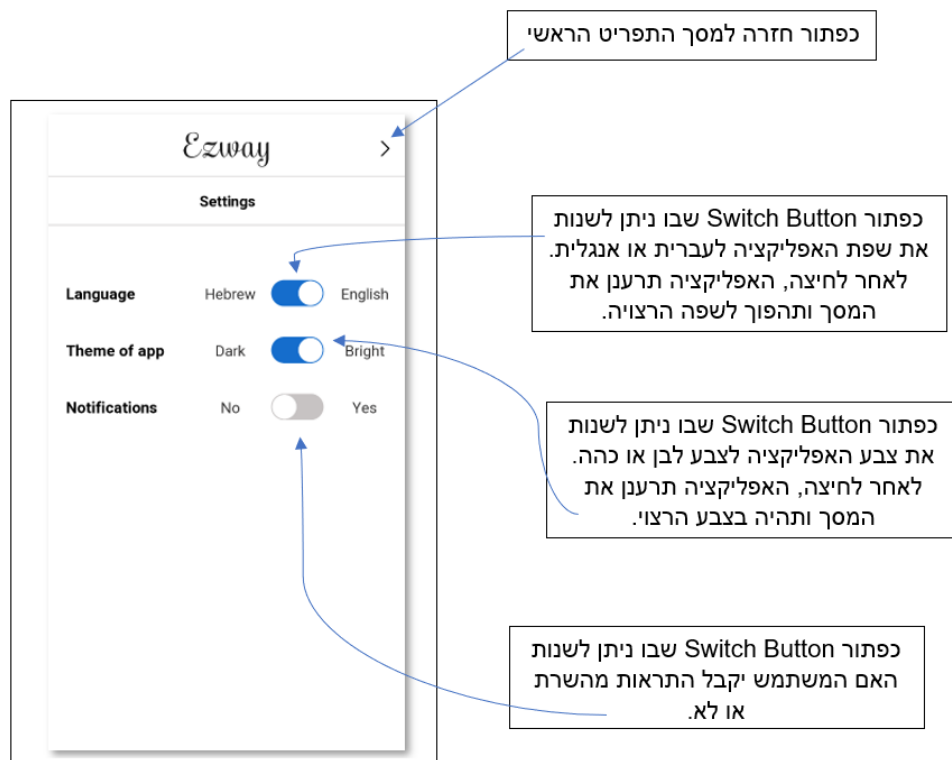 כפתור חזרה למסך התפריט הראשי
Ezway >
Settings
כפתור Switch Button שבו ניתן לשנות
את שפת האפליקציה לעברית או אנגלית.
לאחר לחיצה, האפליקציה תרענן את
המסך ותהפוך לשפה הרצויה.
Language Hebrew English
Theme of app Dark Bright
Notifications No Yes
כפתור Switch Button שבו ניתן לשנות
את צבע האפליקציה לצבע לבן או כהה.
לאחר לחיצה, האפליקציה תרענן את
המסך ותהיה בצבע הרצוי.
כפתור Switch Button שבו ניתן לשנות
האם המשתמש יקבל התראות מהשרת
או לא.